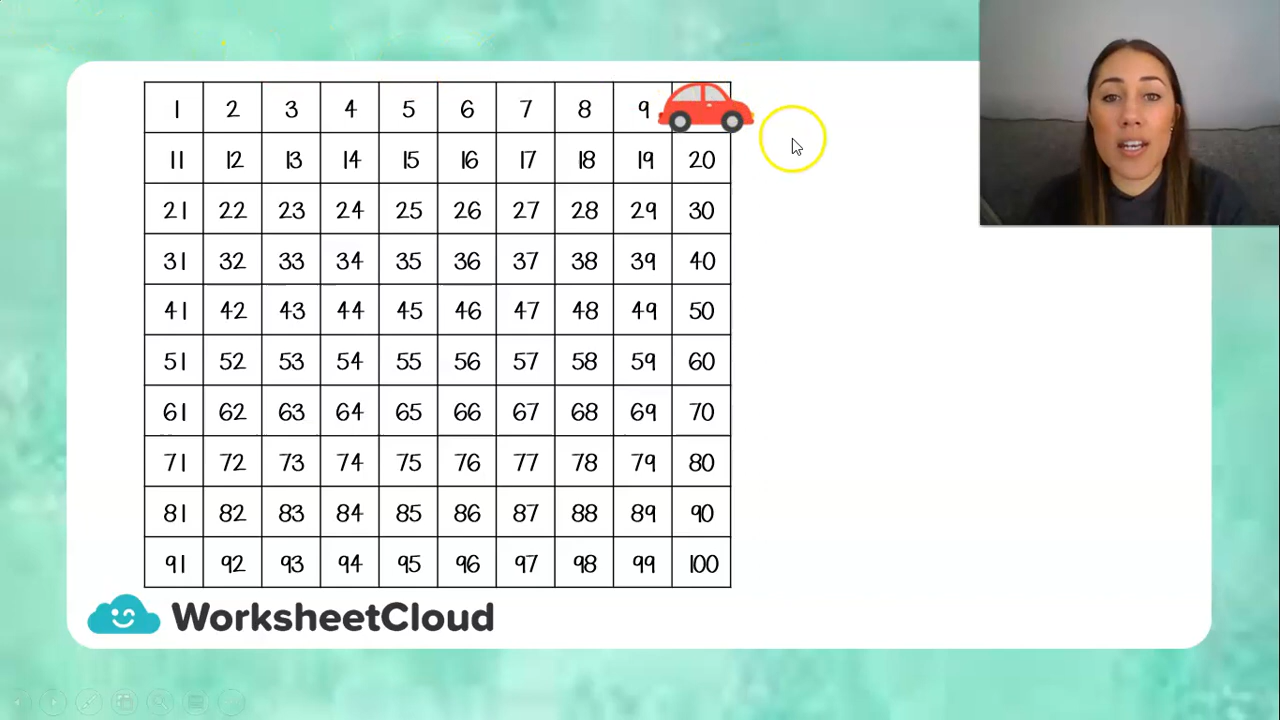 1 2 3 4 5 6 7 8 9
11 12 13 14 15 16 17 18 19 20
21 22 23 24 25 26 27 28 29 30
31 32 33 34 35 36 37 38 39 40
41 42 43 44 45 46 47 48 49 50
51 52 53 54 55 56 57 58 59 60
61 62 63 64 65 66 67 68 69 70
71 72 73 74 75 76 77 78 79 80
81 82 83 84 85 86 87 88 89 90
91 92 93 94 95 96 97 98 99 100
WorksheetCloud